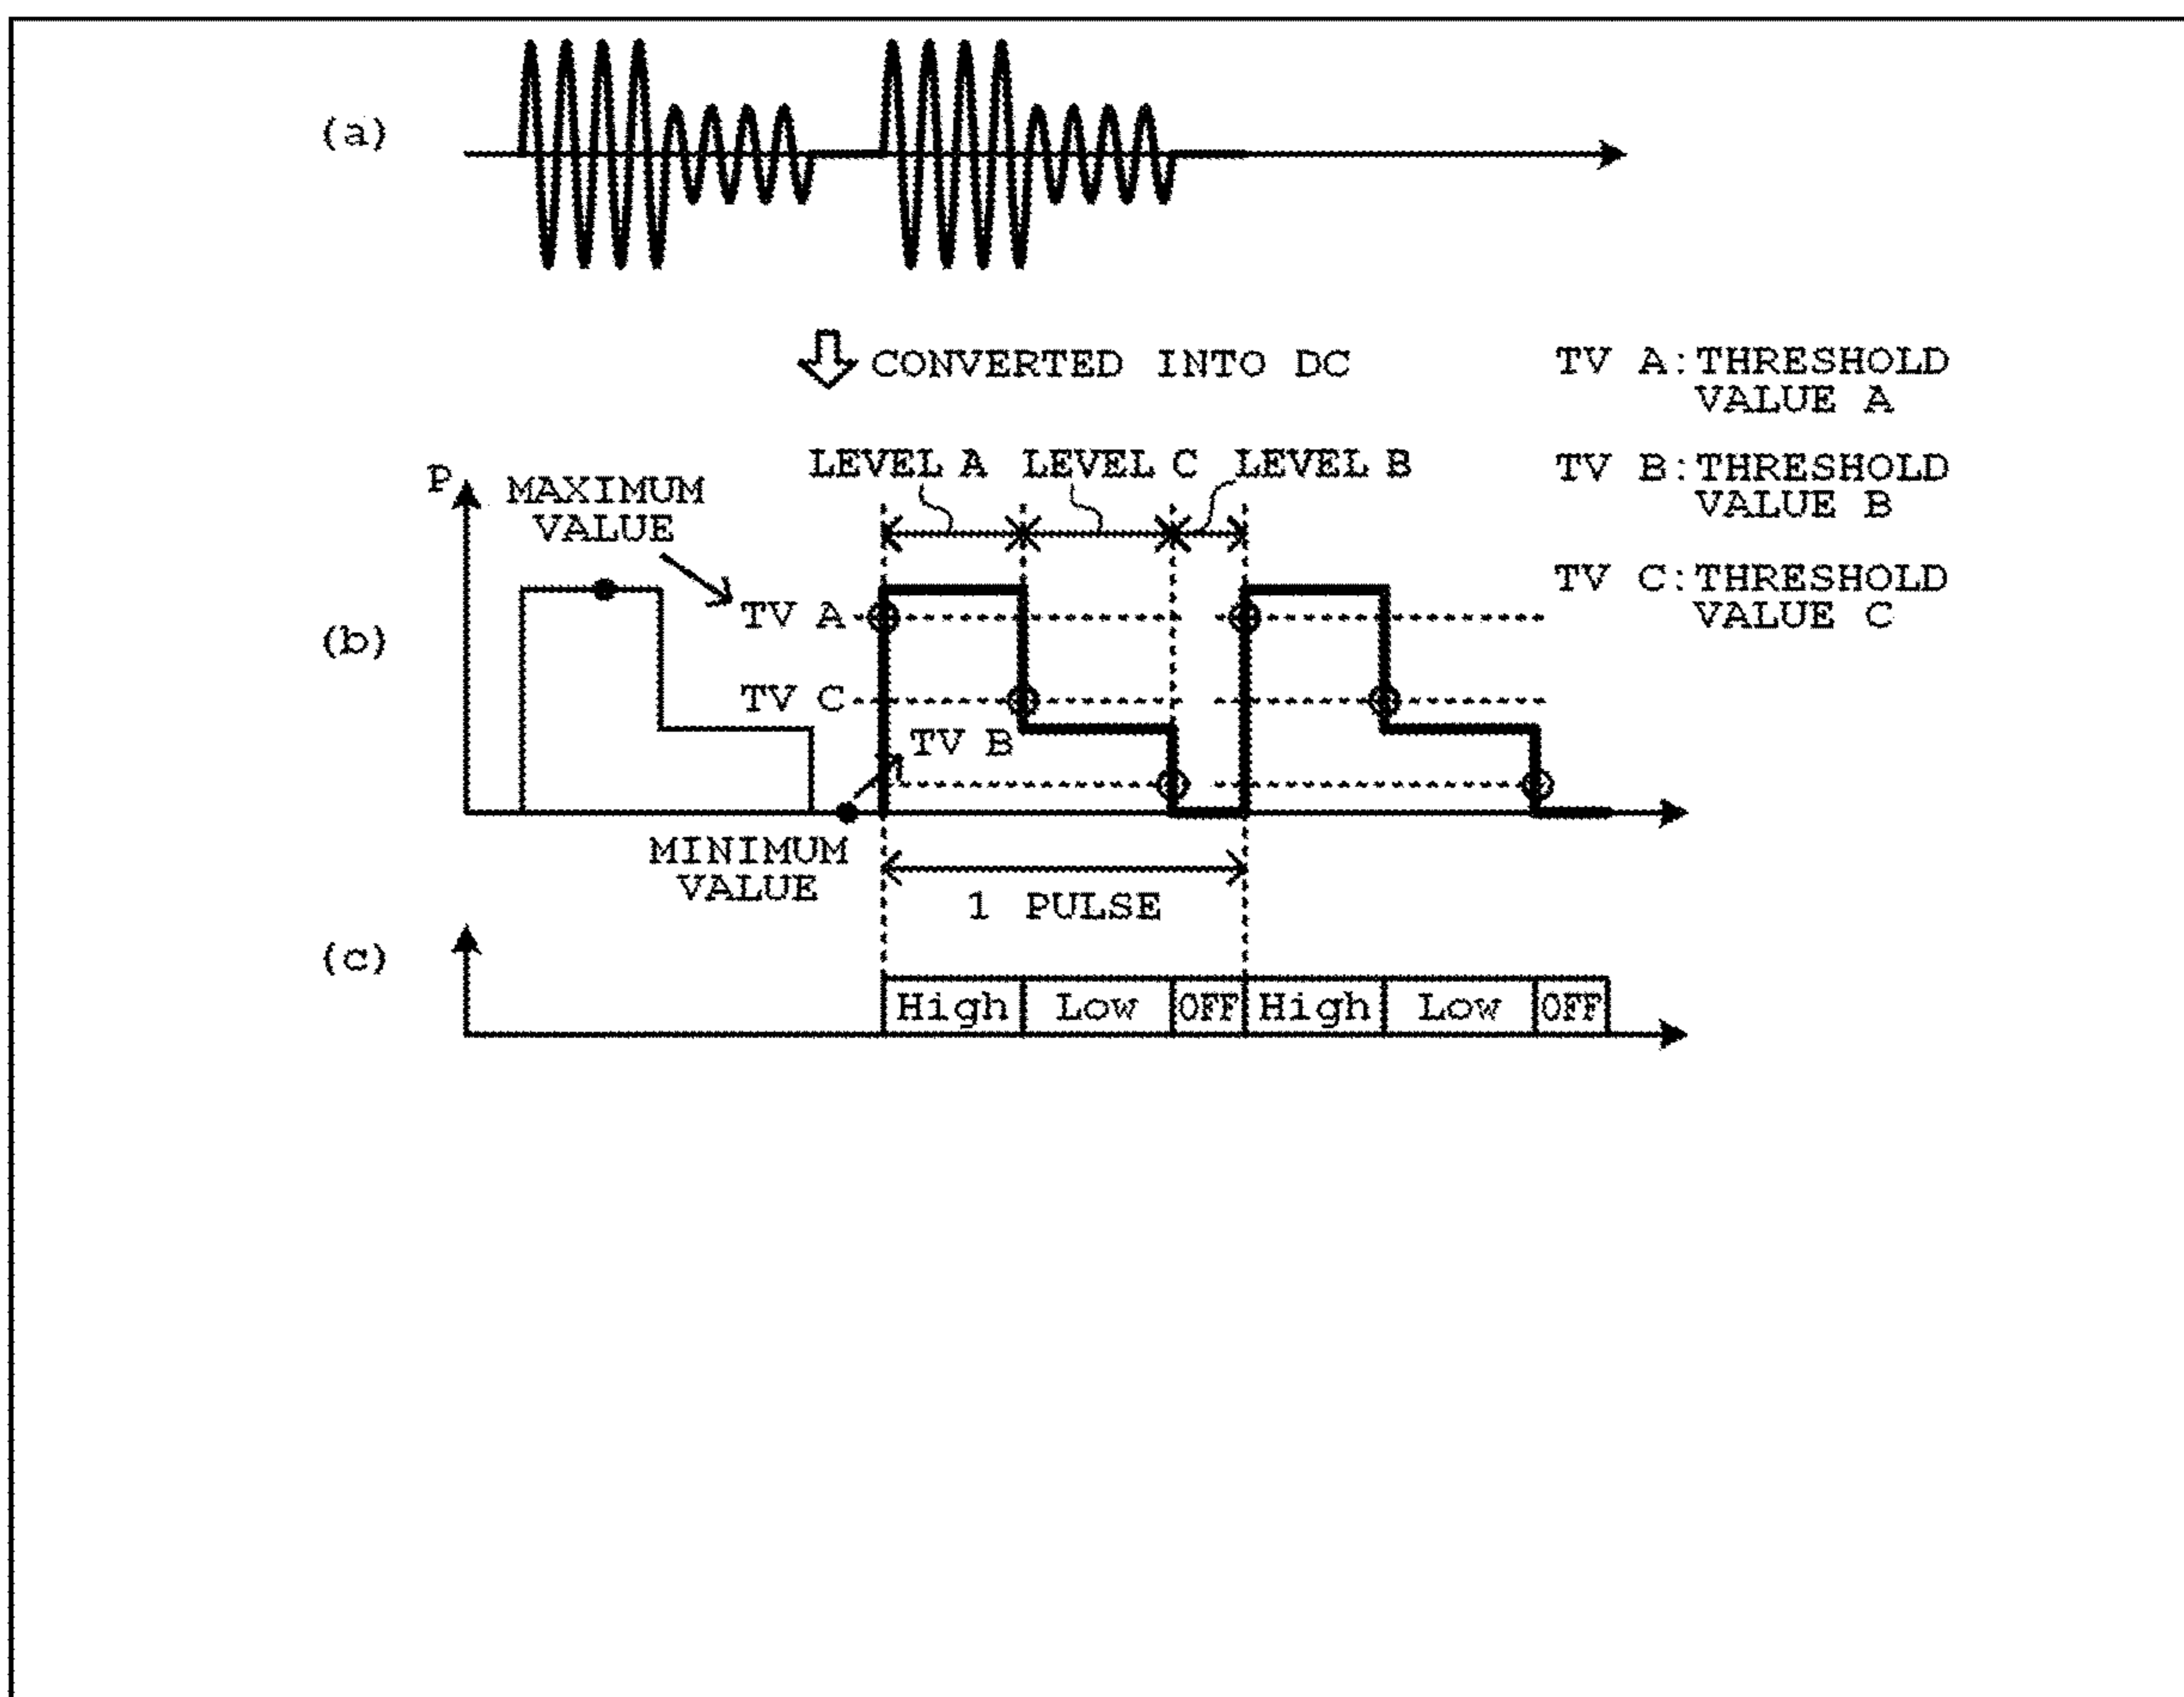 (a)
CONVERTED INTO DC
TV A:THRESHOLD
VALUE A
TV B:THRESHOLD
VALUE B
TV C:THRESHOLD
VALUE C
LEVEL A LEVEL C LEVEL B
P
MAXIMUM
VALUE
(b)
TV A
TV C
TV B
MINIMUM
VALUE
1 PULSE
(c)
High Low OFF High Low OFF